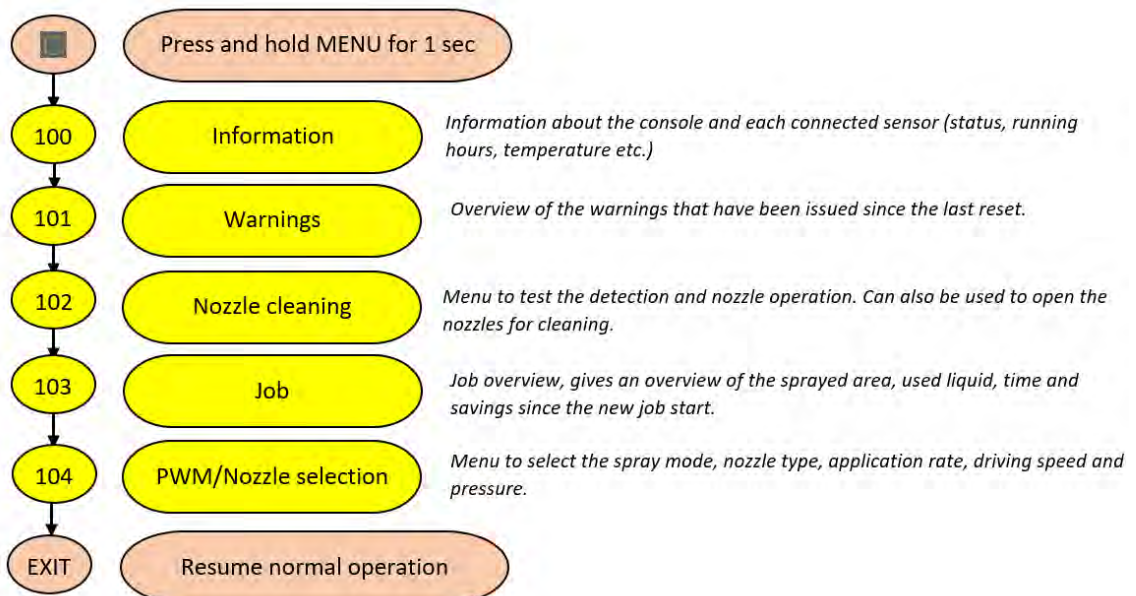 Press and hold MENU for 1 sec
100
Information
Information about the console and each connected sensor (status, running
hours, temperature etc.)
101
Warnings
Overview of the warnings that have been issued since the last reset.
102
Nozzle cleaning
Menu to test the detection and nozzle operation. Can also be used to open the
nozzles for cleaning.
103
Job
Job overview, gives an overview of the sprayed area, used liquid, time and
savings since the new job start.
104
PWM/Nozzle selection
Menu to select the spray mode, nozzle type, application rate, driving speed and
pressure.
EXIT
Resume normal operation